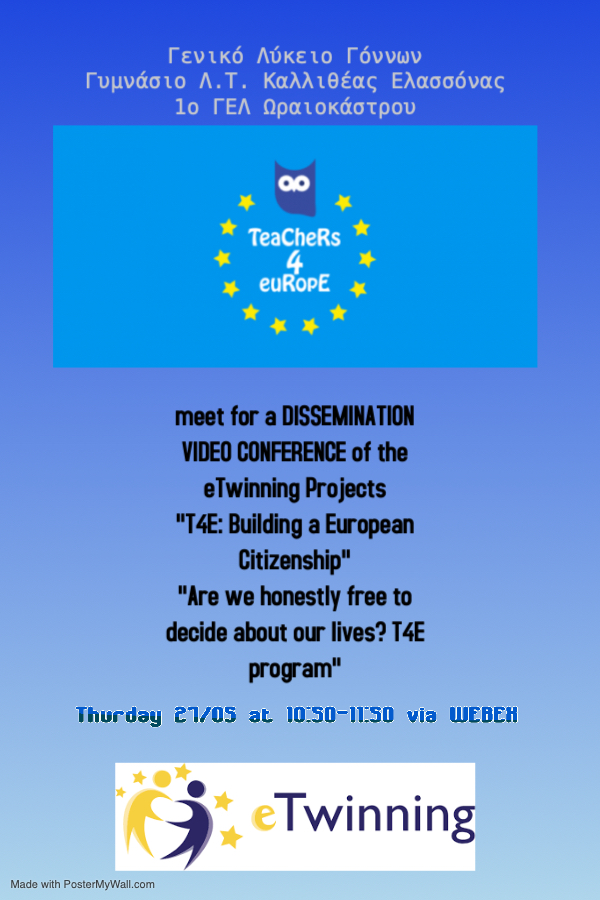 Γενικό Λύκειο Γόννων
Γυμνάσιο Λ.Τ. Καλλιθέας Ελασσόνας
1ο ΓΕΛ Ωραιοκάστρου
TeaCheRs
4
euRopE
meet for a DISSEMINATION
VIDEO CONFERENCE of the
eTwinning Projects
"T4E: Building a European
Citizenship"
"Are we honestly free to
decide about our lives? T4E
program"
Thurday 27/05 at 10:50-11:50 via WEBEX
eTwinning
Made with PosterMyWall.com